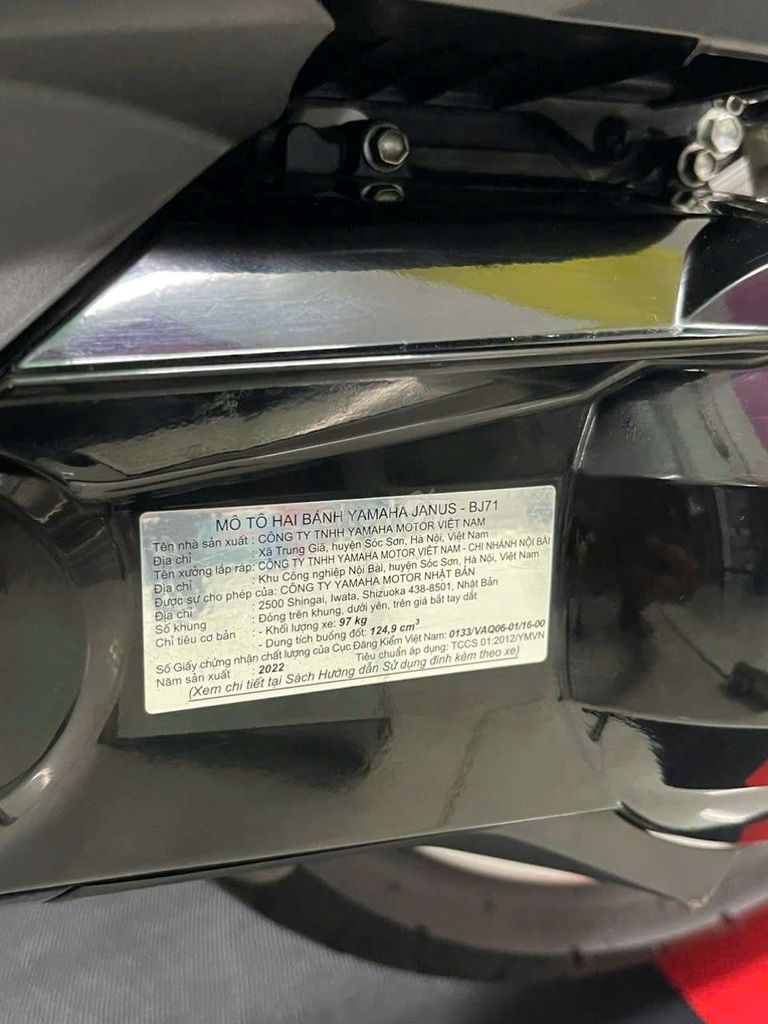 MÔ TÔ HAI BÁNH YAMAHA JANUS - BJ71
Tên nhà sản xuất : CÔNG TY TNHH YAMAHA MOTOR VIỆT NAM
Địa chỉ : Xã Trung Giã, huyện Sóc Sơn, Hà Nội, Việt Nam
Tên xưởng lắp ráp: CÔNG TY TNHH YAMAHA MOTOR VIỆT NAM - CHI NHÁNH NỘI BÀI
Địa chỉ : Khu Công nghiệp Nội Bài, huyện Sóc Sơn, Hà Nội, Việt Nam
Được sự cho phép của: CÔNG TY YAMAHA MOTOR NHẬT BẢN
Địa chỉ : 2500 Shingai, Iwata, Shizuoka 438-8501, Nhật Bản
Số khung : Đóng trên khung, dưới yên, trên giá bắt tay dắt
Chỉ tiêu cơ bản : - Khối lượng xe: 97 kg
- Dung tích buồng đốt: 124,9 cm³
Số Giấy chứng nhận chất lượng của Cục Đăng Kiểm Việt Nam: 0133/VAQ06-01/16-00
Năm sản xuất : 2022 Tiêu chuẩn áp dụng: TCCS 01:2012/YMVN
(Xem chi tiết tại Sách Hướng dẫn Sử dụng đính kèm theo xe)